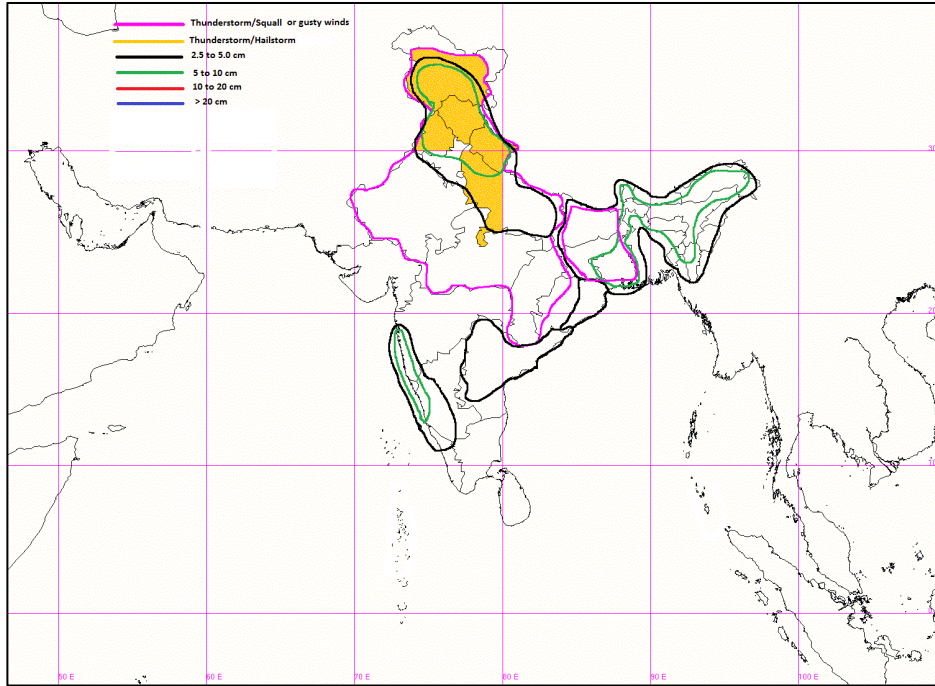 Thunderstorm/Squall or gusty winds
Thunderstorm/Hailstorm
2.5 to 5.0 cm
5 to 10 cm
10 to 20 cm
> 20 cm
30
20
10
50 E
60 E
70 E
80 E
90 E
100 E